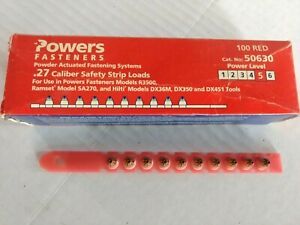 Powers
FASTENERS
Powder Actuated Fastening Systems
.27 Caliber Safety Strip Loads
For use in Powers Fasteners Models R3500,
Ramset Model SA270, and Hilti Models DX36M, DX350 and DX451 Tools
100 RED
Cat. No: 50630
Power Level
1 2 3 4 5 6